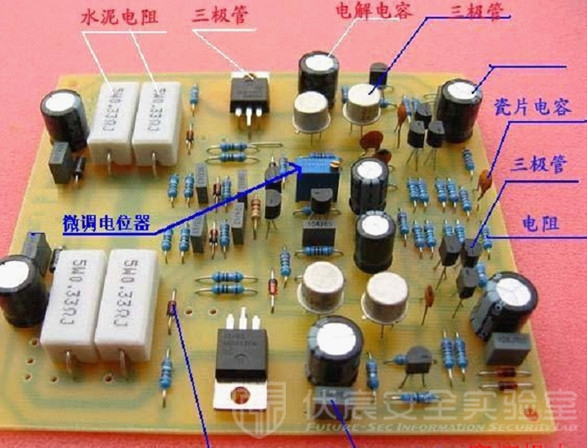 水泥电阻
三极管
电解电容
三极管
瓷片电容
三极管
电阻
微调电位器
5W0.33ΩJ
5W0.33ΩJ
5W0.33ΩJ
5W0.33ΩJ
伏宸安全实验室
Future-Sec Information Security Lab